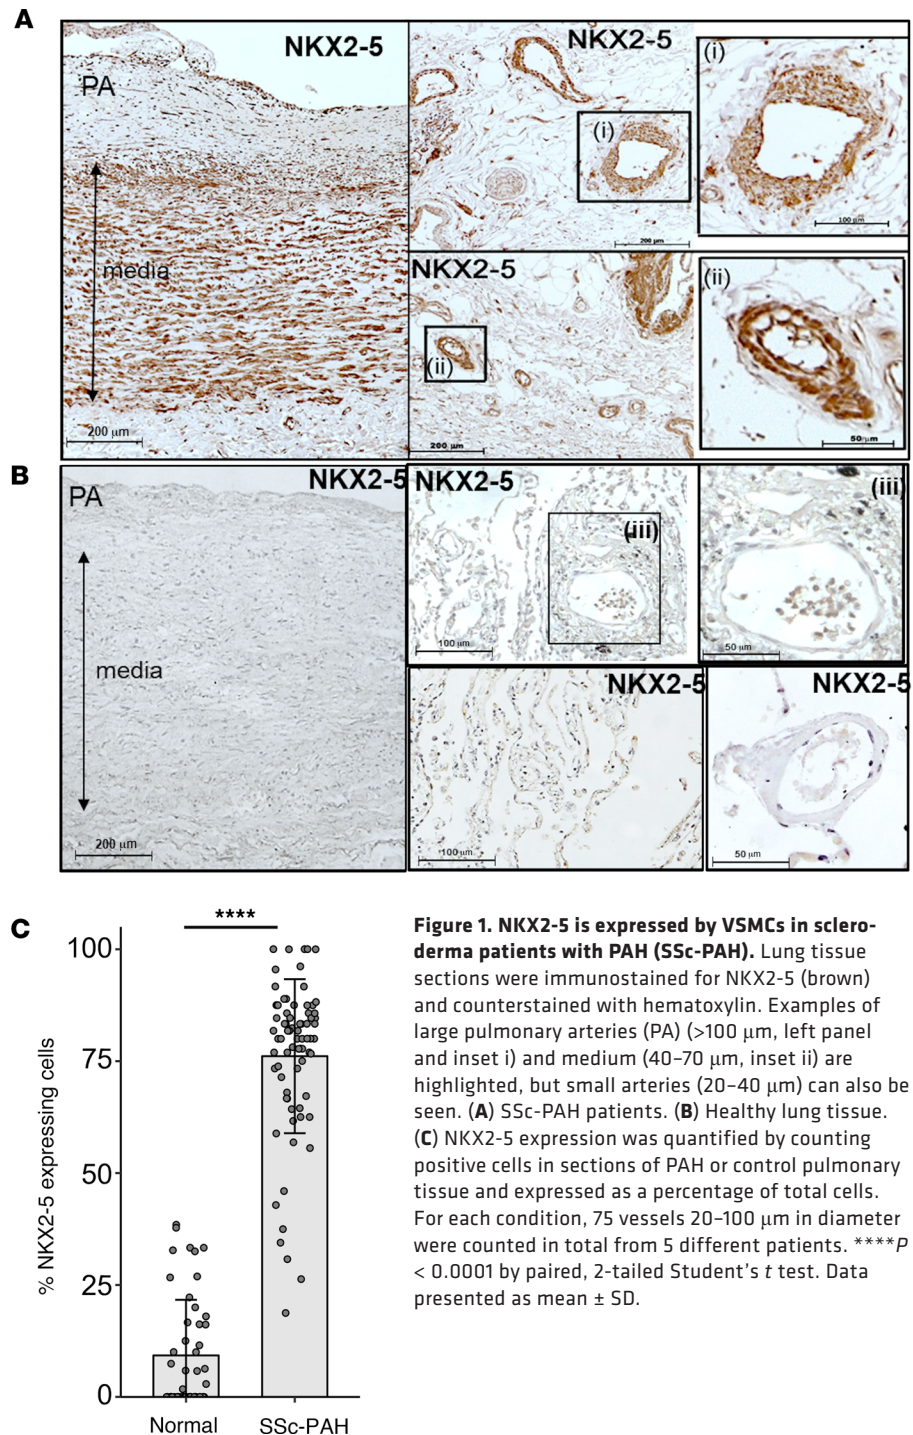 A
NKX2-5
PA
media
200 µm
NKX2-5
(i)
200 µm
(i)
100 µm
NKX2-5
(ii)
200 µm
(ii)
50 µm
B
NKX2-5
PA
media
200 µm
NKX2-5
(iii)
100 µm
(iii)
50 µm
NKX2-5
100 µm
NKX2-5
50 µm
C
****
% NKX2-5 expressing cells
100
75
50
25
0
Normal
SSc-PAH
Figure 1. NKX2-5 is expressed by VSMCs in sclero-
derma patients with PAH (SSc-PAH). Lung tissue
sections were immunostained for NKX2-5 (brown)
and counterstained with hematoxylin. Examples of
large pulmonary arteries (PA) (>100 µm, left panel
and inset i) and medium (40–70 µm, inset ii) are
highlighted, but small arteries (20–40 µm) can also be
seen. (A) SSc-PAH patients. (B) Healthy lung tissue.
(C) NKX2-5 expression was quantified by counting
positive cells in sections of PAH or control pulmonary
tissue and expressed as a percentage of total cells.
For each condition, 75 vessels 20–100 µm in diameter
were counted in total from 5 different patients. ****P
< 0.0001 by paired, 2-tailed Student's t test. Data
presented as mean ± SD.